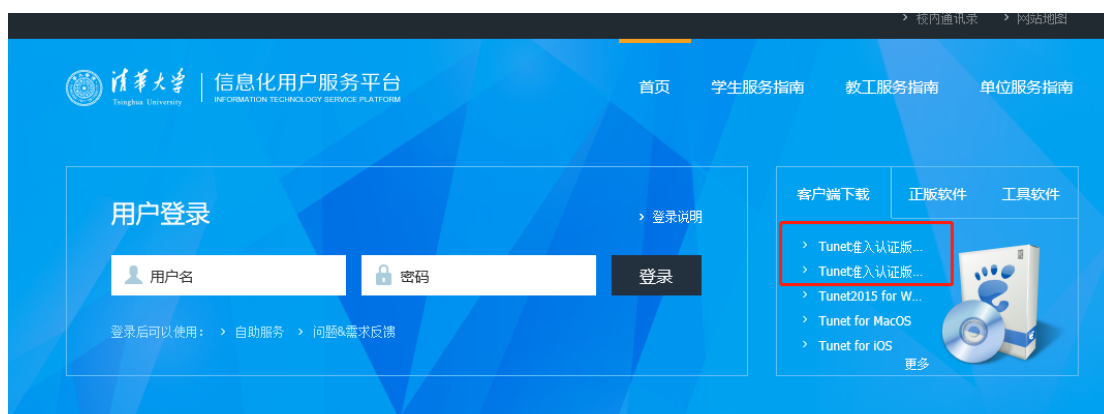 › 校内通讯录 › 网站地图
清华大学
Tsinghua University
信息化用户服务平台
INFORMATION TECHNOLOGY SERVICE PLATFORM
首页 学生服务指南 教工服务指南 单位服务指南
用户登录
› 登录说明
用户名
密码
登录
登录后可以使用： › 自助服务 › 问题&需求反馈
客户端下载 正版软件 工具软件
› Tunet准入认证版...
› Tunet准入认证版...
› Tunet2015 for W...
› Tunet for MacOS
› Tunet for iOS
更多